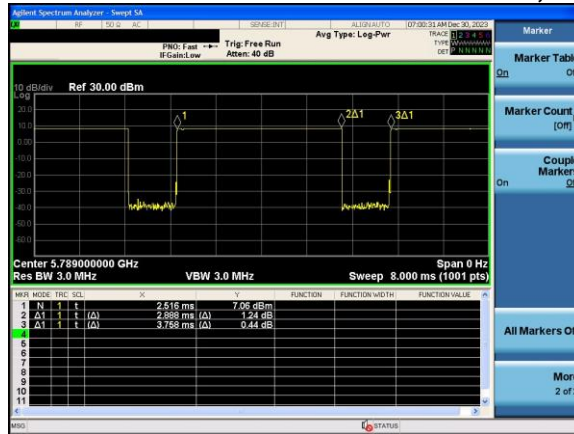 Agilent Spectrum Analyzer - Swept SA
RF 50 Ω AC SENSE:INT ALIGNAUTO 07:00:31 AM Dec 30, 2023
Avg Type: Log-Pwr TRACE 1 2 3 4 5 6
PNO: Fast Trig: Free Run TYPE
IFGain:Low Atten: 40 dB DET P N N N N N
10 dB/div Ref 30.00 dBm
Log
20.0
10.0
0.00
-10.0
-20.0
-30.0
-40.0
-50.0
-60.0
1
2Δ1
3Δ1
Center 5.789000000 GHz Span 0 Hz
Res BW 3.0 MHz VBW 3.0 MHz Sweep 8.000 ms (1001 pts)
MKR MODE TRC SCL X Y FUNCTION FUNCTION WIDTH FUNCTION VALUE
1 N 1 t 2.516 ms 7.06 dBm
2 Δ1 1 t (Δ) 2.888 ms (Δ) 1.24 dB
3 Δ1 1 t (Δ) 3.758 ms (Δ) 0.44 dB
4
5
6
7
8
9
10
11
MSG STATUS
Marker
Marker Tabl
On O
Marker Count
[Off]
Coupl
Marker
On O
All Markers Of
Mor
2 of